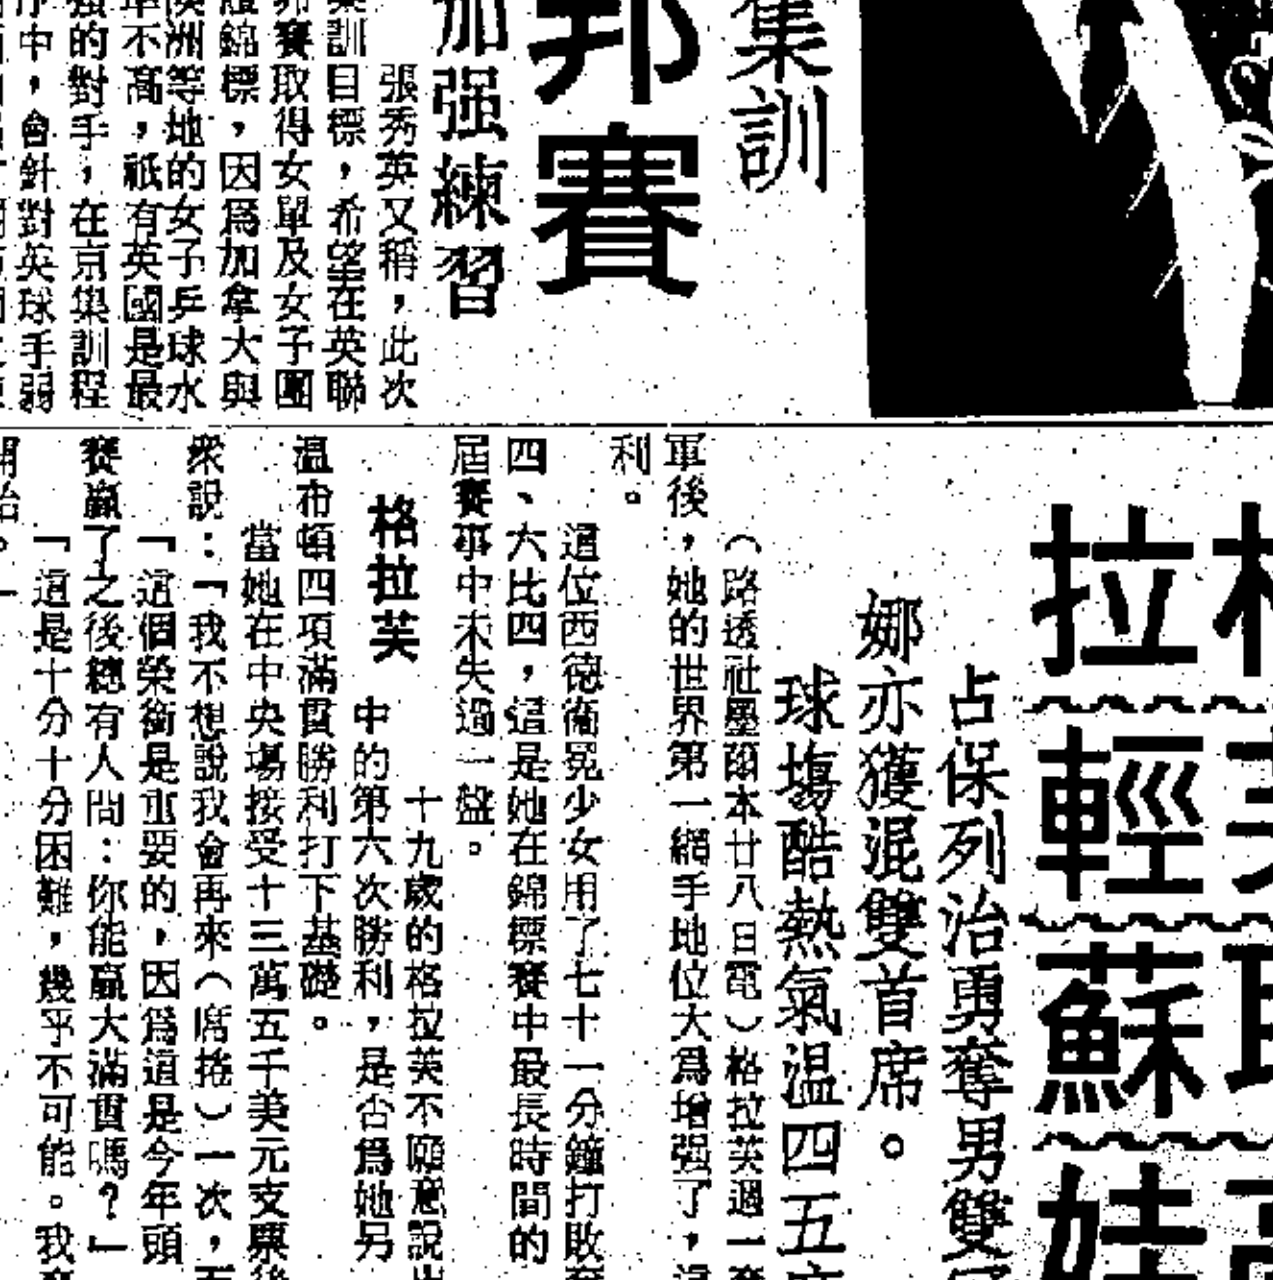 集訓
邦賽
加强練習
張秀英又稱，此次
集訓目標，希望在英聯
邦賽取得女單及女子團
體錦標，因爲加拿大與
澳洲等地的女子乒球水
準不高，祇有英國是最
強的對手，在京集訓程
序中，會針對英球手弱
拉
輕
蘇
娃
占保列治勇奪男雙
娜亦獲混雙首席。
球塲酷熱氣温四五
（路透社墨爾本廿八日電）格拉芙過一
軍後，她的世界第一網手地位大爲增强了，
利。
這位西德衞冕少女用了七十一分鐘打敗
四、六比四，這是她在錦標賽中最長時間的
屆賽事中未失過一盤。
格拉芙
十九歲的格拉芙不願意說出
中的第六次勝利，是否爲她另
温布頓四項滿貫勝利打下基礎。
當她在中央場接受十三萬五千美元支票後
衆説：「我不想說我會再來（席捲）一次，
「這個榮銜是重要的，因爲這是今年頭
賽贏了之後總有人問：你能贏大滿貫嗎？」
「這是十分十分困難，幾乎不可能。我
開始。」